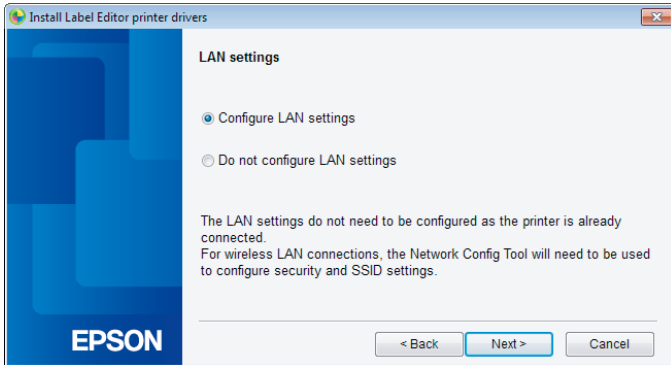 Install Label Editor printer drivers
LAN settings
Configure LAN settings
Do not configure LAN settings
The LAN settings do not need to be configured as the printer is already
connected.
For wireless LAN connections, the Network Config Tool will need to be used
to configure security and SSID settings.
EPSON
< Back
Next >
Cancel